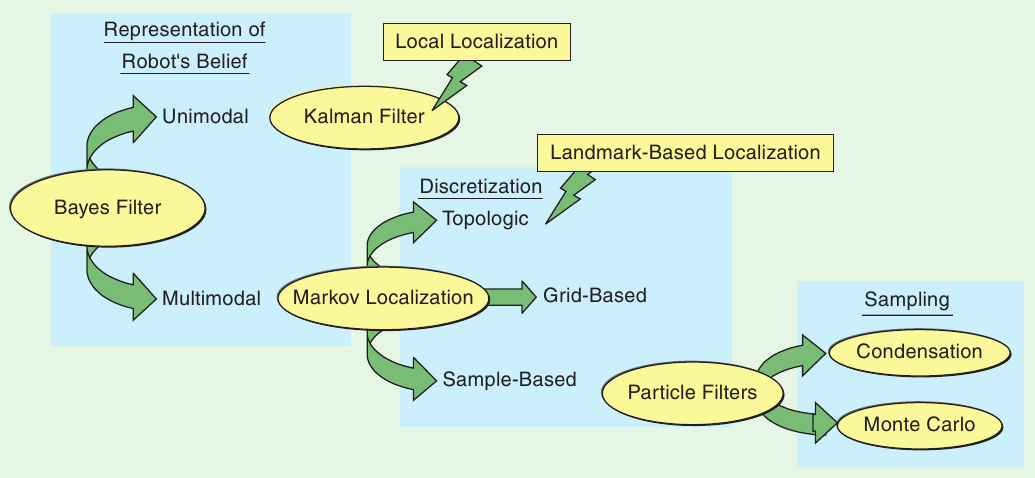 Representation of
Robot's Belief
Local Localization
Unimodal
Kalman Filter
Landmark-Based Localization
Bayes Filter
Discretization
Topologic
Multimodal
Markov Localization
Grid-Based
Sampling
Condensation
Sample-Based
Particle Filters
Monte Carlo